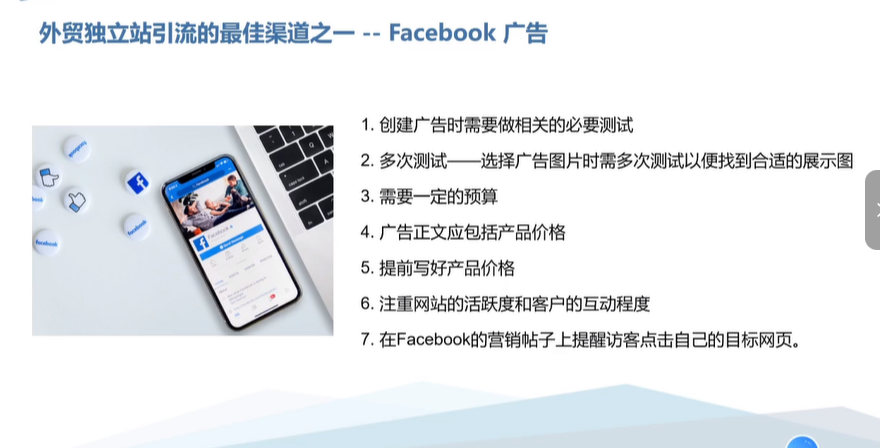 外贸独立站引流的最佳渠道之一 -- Facebook 广告
1. 创建广告时需要做相关的必要测试
2. 多次测试——选择广告图片时需多次测试以便找到合适的展示图
3. 需要一定的预算
4. 广告正文应包括产品价格
5. 提前写好产品价格
6. 注重网站的活跃度和客户的互动程度
7. 在Facebook的营销帖子上提醒访客点击自己的目标网页。
facebook
facebook
Facebook